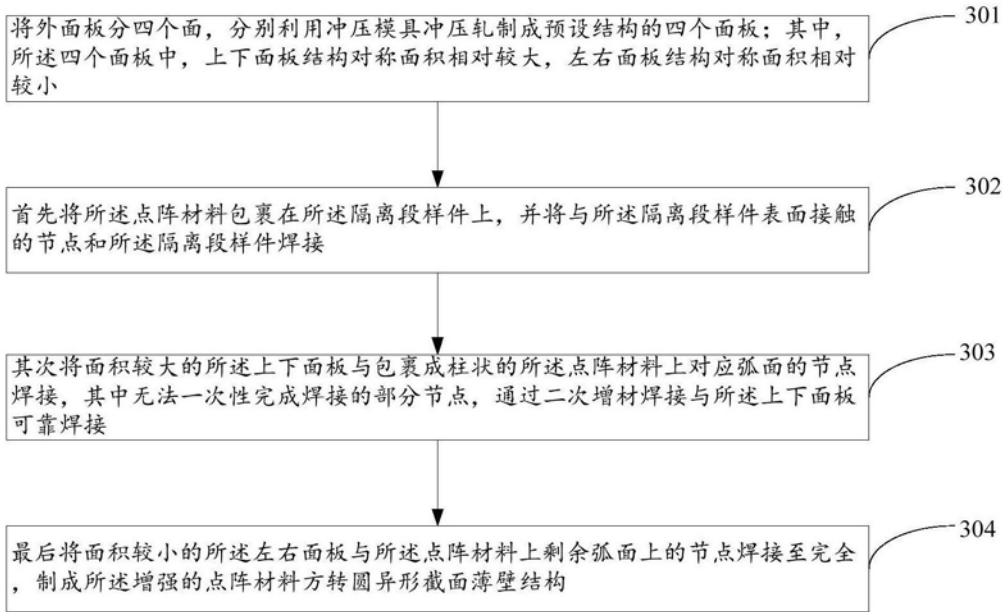 将外面板分四个面，分别利用冲压模具冲压轧制成预设结构的四个面板；其中，
所述四个面板中，上下面板结构对称面积相对较大，左右面板结构对称面积相对
较小
301
首先将所述点阵材料包裹在所述隔离段样件上，并将与所述隔离段样件表面接触
的节点和所述隔离段样件焊接
302
其次将面积较大的所述上下面板与包裹成柱状的所述点阵材料上对应弧面的节点
焊接，其中无法一次性完成焊接的部分节点，通过二次增材焊接与所述上下面板
可靠焊接
303
最后将面积较小的所述左右面板与所述点阵材料上剩余弧面上的节点焊接至完全
，制成所述增强的点阵材料方转圆异形截面薄壁结构
304